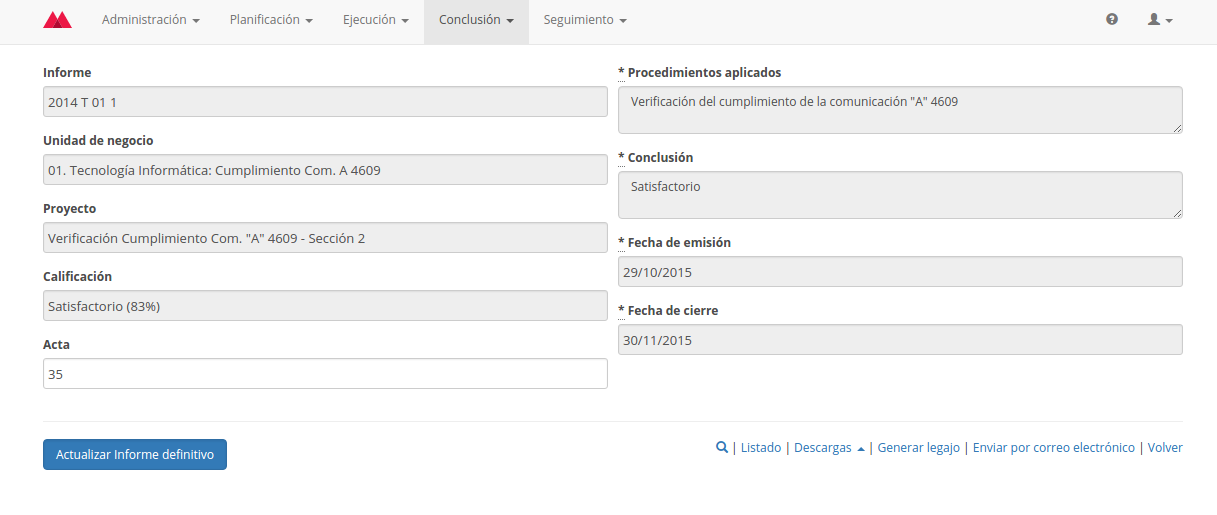 Administración Planificación Ejecución Conclusión Seguimiento
Informe
2014 T 01 1
Unidad de negocio
01. Tecnología Informática: Cumplimiento Com. A 4609
Proyecto
Verificación Cumplimiento Com. "A" 4609 - Sección 2
Calificación
Satisfactorio (83%)
Acta
35
* Procedimientos aplicados
Verificación del cumplimiento de la comunicación "A" 4609
* Conclusión
Satisfactorio
* Fecha de emisión
29/10/2015
* Fecha de cierre
30/11/2015
Actualizar Informe definitivo
| Listado | Descargas | Generar legajo | Enviar por correo electrónico | Volver